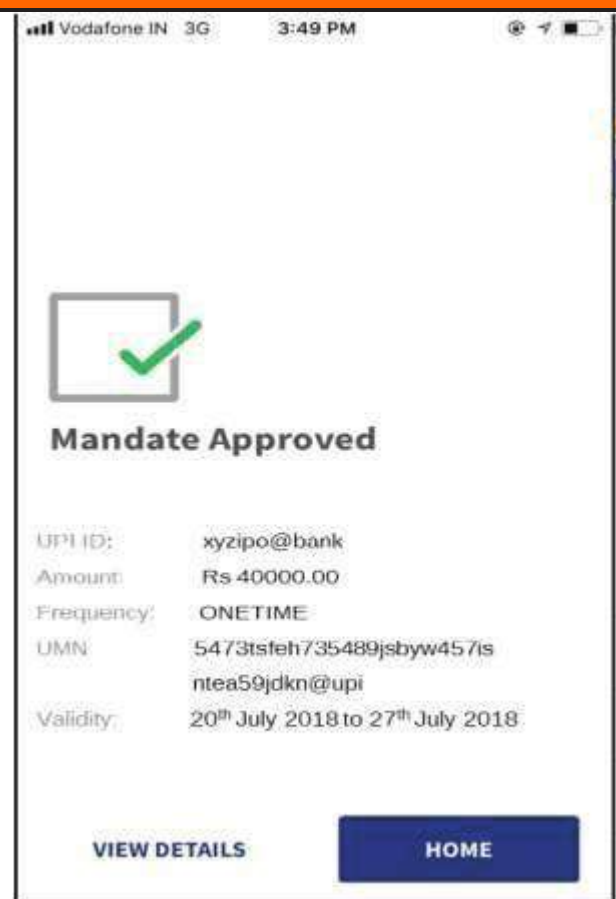 Vodafone IN 3G 3:49 PM
Mandate Approved
UPI ID: xyzipo@bank
Amount: Rs 40000.00
Frequency: ONETIME
UMN 5473tsfeh735489jsbyw457is
ntea59jdkn@upi
Validity: 20th July 2018 to 27th July 2018
VIEW DETAILS HOME